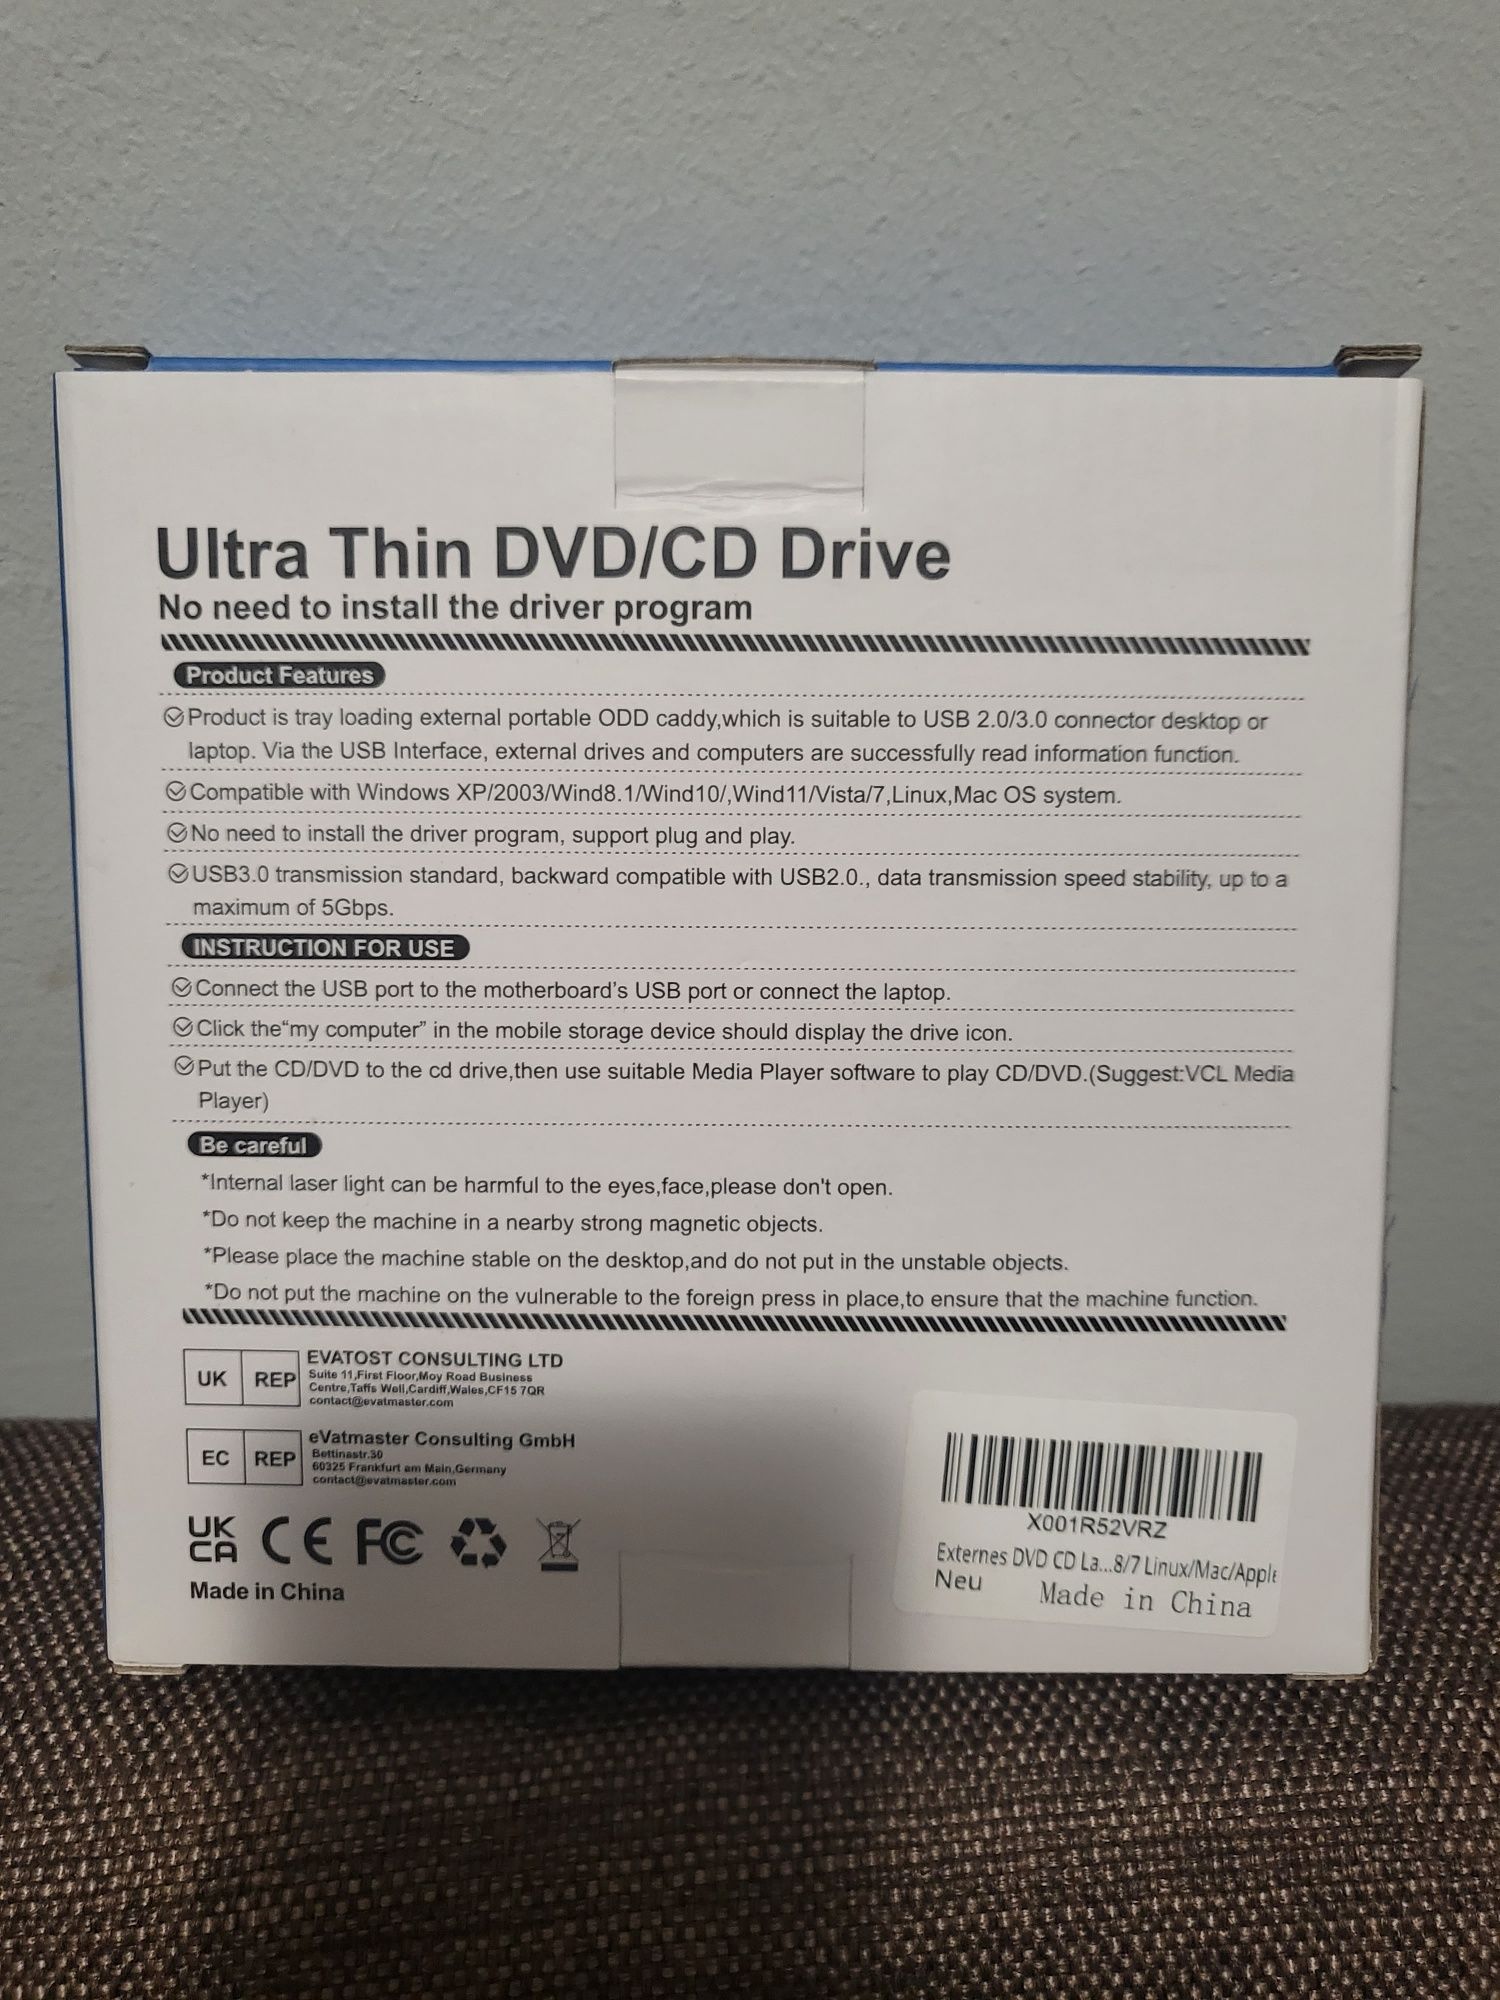 Ultra Thin DVD/CD Drive
No need to install the driver program
Product Features
Product is tray loading external portable ODD caddy,which is suitable to USB 2.0/3.0 connector desktop or
laptop. Via the USB Interface, external drives and computers are successfully read information function.
Compatible with Windows XP/2003/Wind8.1/Wind10/,Wind11/Vista/7,Linux,Mac OS system.
No need to install the driver program, support plug and play.
USB3.0 transmission standard, backward compatible with USB2.0., data transmission speed stability, up to a
maximum of 5Gbps.
INSTRUCTION FOR USE
Connect the USB port to the motherboard's USB port or connect the laptop.
Click the“my computer” in the mobile storage device should display the drive icon.
Put the CD/DVD to the cd drive,then use suitable Media Player software to play CD/DVD.(Suggest:VCL Media
Player)
Be careful
*Internal laser light can be harmful to the eyes,face,please don't open.
*Do not keep the machine in a nearby strong magnetic objects.
*Please place the machine stable on the desktop,and do not put in the unstable objects.
*Do not put the machine on the vulnerable to the foreign press in place,to ensure that the machine function.
UK REP
EVATOST CONSULTING LTD
Suite 11,First Floor,Moy Road Business
Centre,Taffs Well,Cardiff,Wales,CF15 7QR
contact@evatmaster.com
EC REP
eVatmaster Consulting GmbH
Bettinastr.30
60325 Frankfurt am Main,Germany
contact@evatmaster.com
UK
CA CE FC
Made in China
X001R52VRZ
Externes DVD CD La...8/7 Linux/Mac/Apple
Neu Made in China